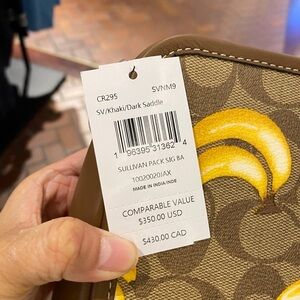 CR295 SVNM9
SV/Khaki/Dark Saddle
1 96395 31362 4
SULLIVAN PACK SIG BA
10020020JAX
MADE IN INDIA/INDE
COMPARABLE VALUE
$350.00 USD
$430.00 CAD